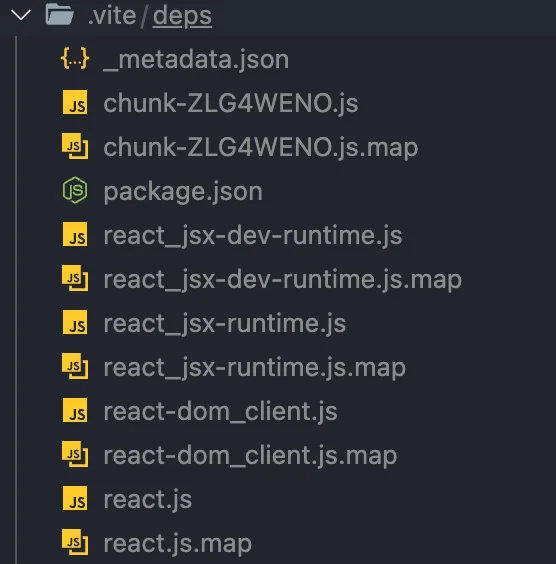 .vite/deps
{..} _metadata.json
JS chunk-ZLG4WENO.js
JS chunk-ZLG4WENO.js.map
JS package.json
JS react_jsx-dev-runtime.js
JS react_jsx-dev-runtime.js.map
JS react_jsx-runtime.js
JS react_jsx-runtime.js.map
JS react-dom_client.js
JS react-dom_client.js.map
JS react.js
JS react.js.map